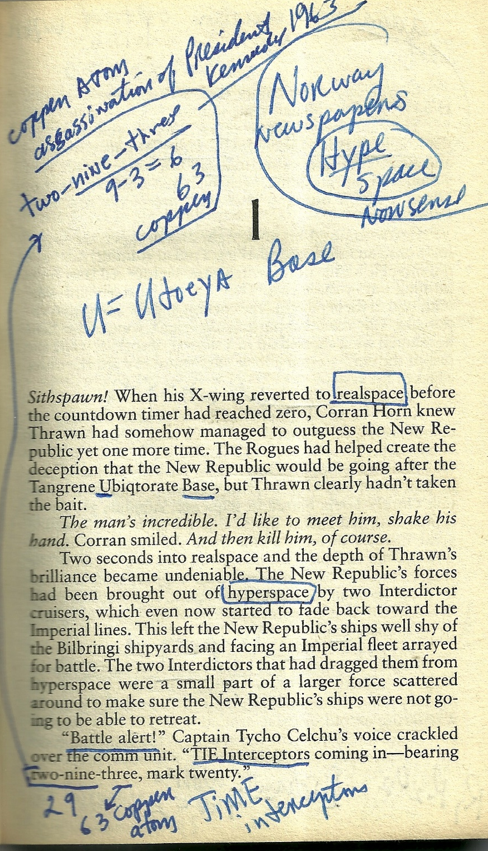 coppen Atom
assassination of President
Kennedy 1963
two-nine-three
9-3=6
63
coppen
Norway
newspapers
Hype
Space
Nowsense
I
U= UtoeyA Base
Sithspawn! When his X-wing reverted to realspace before
the countdown timer had reached zero, Corran Horn knew
Thrawn had somehow managed to outguess the New Re-
public yet one more time. The Rogues had helped create the
deception that the New Republic would be going after the
Tangrene Ubiqtorate Base, but Thrawn clearly hadn't taken
the bait.
The man's incredible. I'd like to meet him, shake his
hand. Corran smiled. And then kill him, of course.
Two seconds into realspace and the depth of Thrawn's
brilliance became undeniable. The New Republic's forces
had been brought out of hyperspace by two Interdictor
cruisers, which even now started to fade back toward the
Imperial lines. This left the New Republic's ships well shy of
the Bilbringi shipyards and facing an Imperial fleet arrayed
for battle. The two Interdictors that had dragged them from
hyperspace were a small part of a larger force scattered
around to make sure the New Republic's ships were not go-
ing to be able to retreat.
"Battle alert!" Captain Tycho Celchu's voice crackled
over the comm unit. "TIE Interceptors coming in—bearing
two-nine-three, mark twenty."
29
63 coppen
atoms
TiME
interceptors